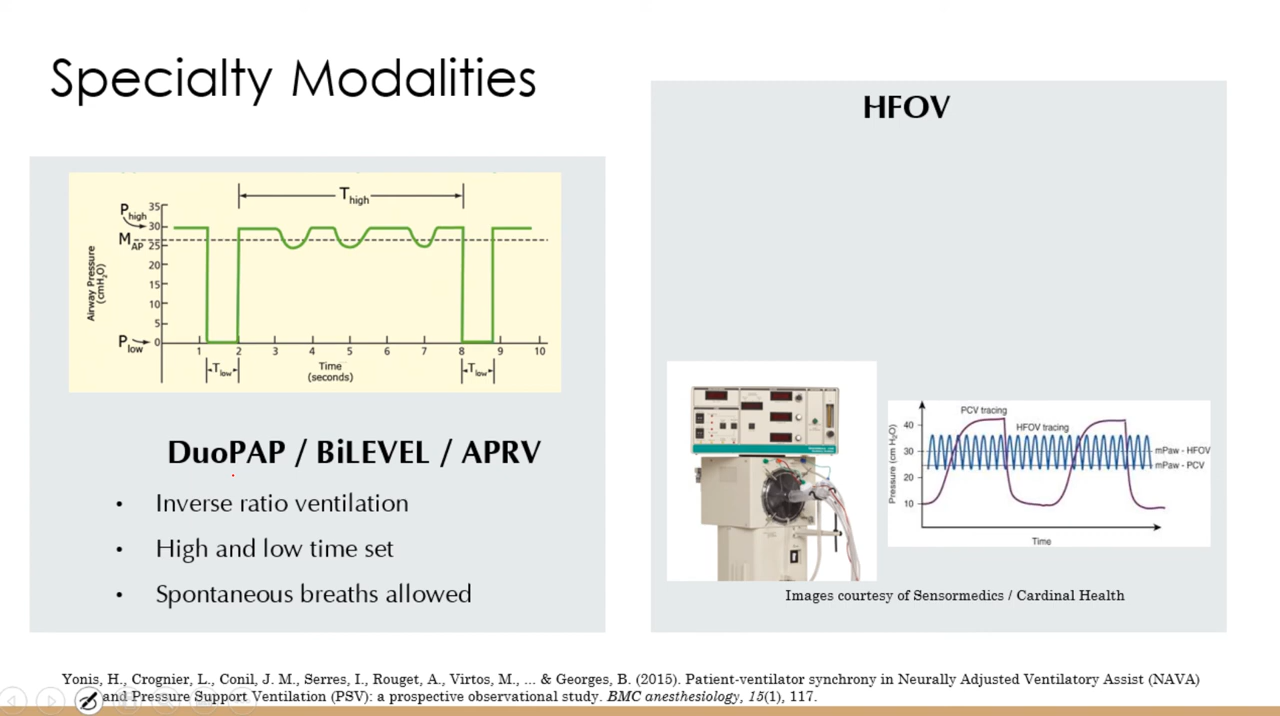 Specialty Modalities
T high
P high
35
30
M AP
25
20
15
10
5
P low
0
Airway Pressure
(cmH2O)
1 2 3 4 5 6 7 8 9 10
T low
Time
(seconds)
T low
DuoPAP / BiLEVEL / APRV
• Inverse ratio ventilation
• High and low time set
• Spontaneous breaths allowed
HFOV
PCV tracing
HFOV tracing
40
30
20
10
Pressure (cm H2O)
mPaw - HFOV
mPaw - PCV
Time
Images courtesy of Sensormedics / Cardinal Health
Yonis, H., Crognier, L., Conil, J. M., Serres, I., Rouget, A., Virtos, M., ... & Georges, B. (2015). Patient-ventilator synchrony in Neurally Adjusted Ventilatory Assist (NAVA)
and Pressure Support Ventilation (PSV): a prospective observational study. BMC anesthesiology, 15(1), 117.